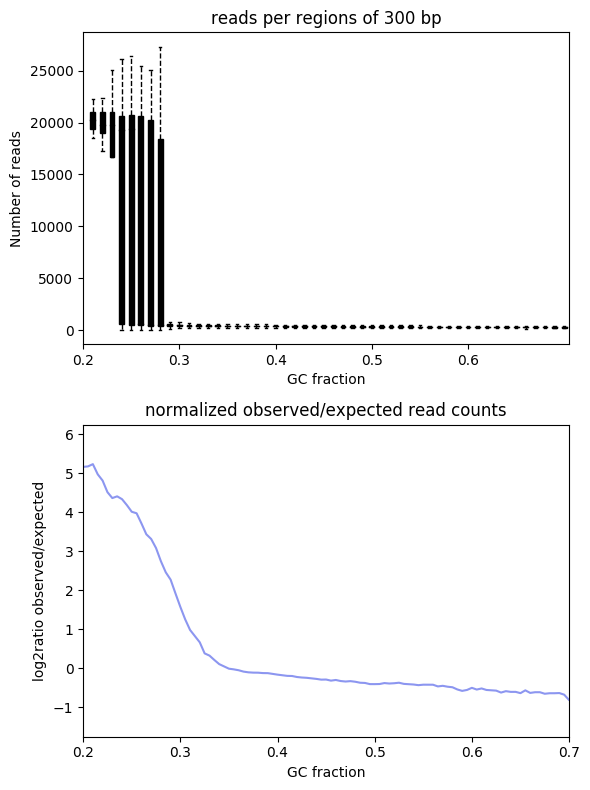 reads per regions of 300 bp
25000
20000
15000
10000
5000
0
Number of reads
0.2 0.3 0.4 0.5 0.6
GC fraction
normalized observed/expected read counts
6
5
4
3
2
1
0
−1
log2ratio observed/expected
0.2 0.3 0.4 0.5 0.6 0.7
GC fraction